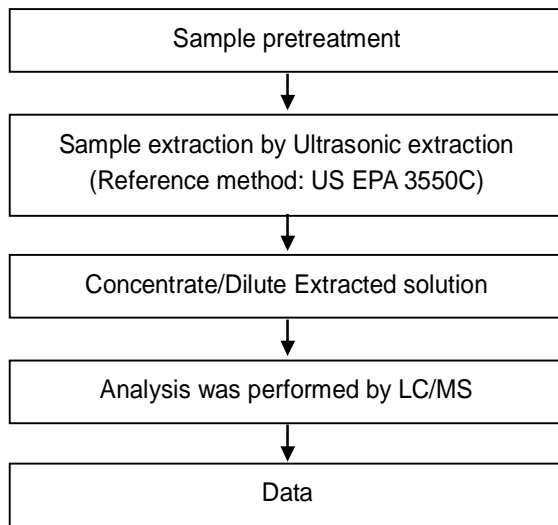 Sample pretreatment
Sample extraction by Ultrasonic extraction
(Reference method: US EPA 3550C)
Concentrate/Dilute Extracted solution
Analysis was performed by LC/MS
Data